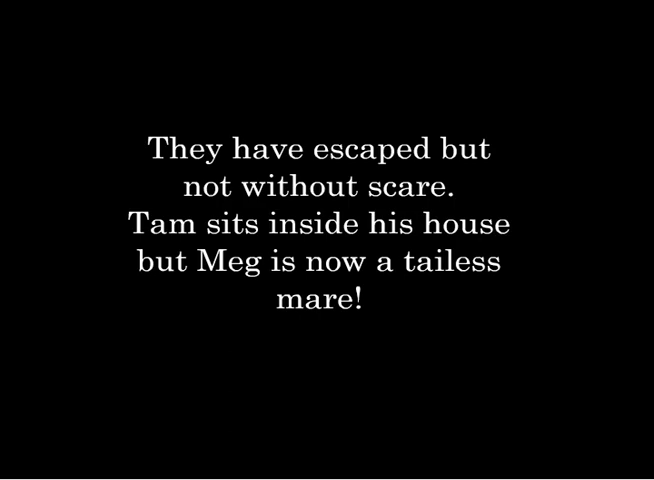 They have escaped but
not without scare.
Tam sits inside his house
but Meg is now a tailess
mare!